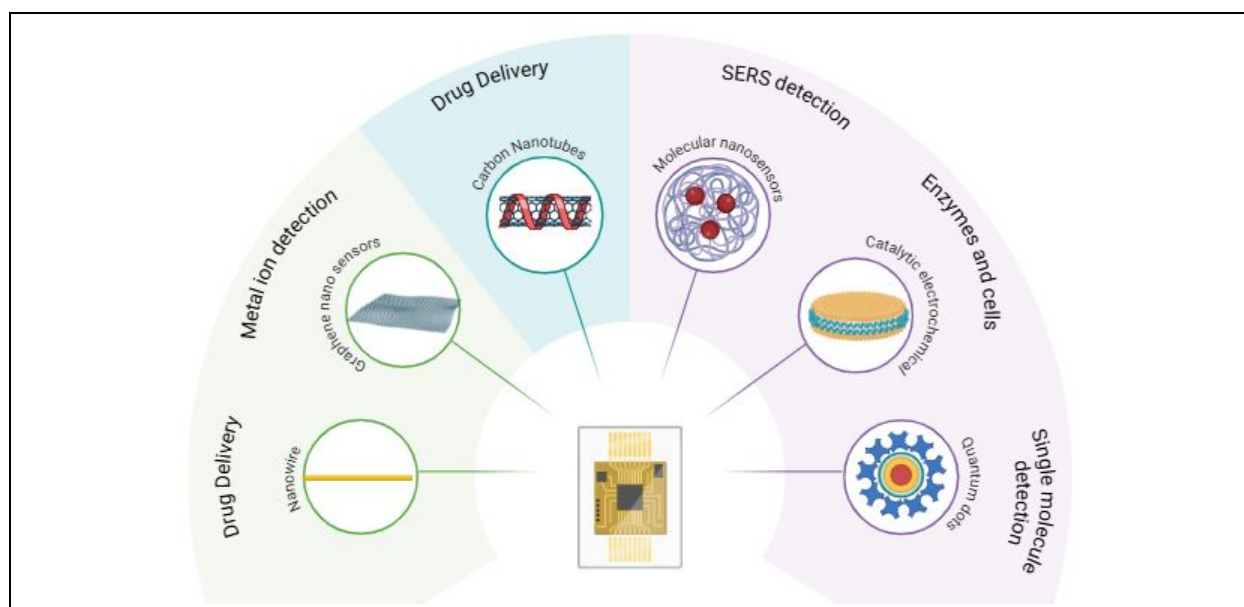 Drug Delivery
Nanowire
Metal ion detection
Graphene nano sensors
Drug Delivery
Carbon Nanotubes
SERS detection
Molecular nanosensors
Enzymes and cells
Catalytic electrochemical
Single molecule
detection
Quantum dots